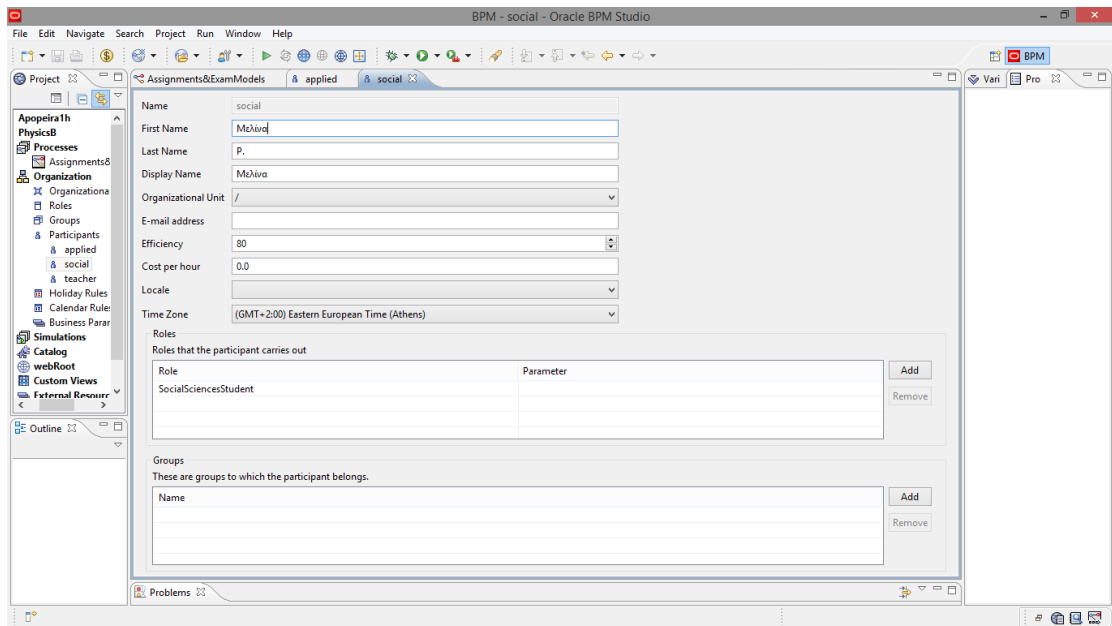 BPM - social - Oracle BPM Studio
File Edit Navigate Search Project Run Window Help
BPM
Project
Assignments&ExamModels
applied
social
Vari
Pro
Apopeira1h
PhysicsB
Processes
Assignments&
Organization
Organizationa
Roles
Groups
Participants
applied
social
teacher
Holiday Rules
Calendar Rule
Business Parar
Simulations
Catalog
webRoot
Custom Views
External Resourc
Outline
Name social
First Name Μελίνα
Last Name P.
Display Name Μελίνα
Organizational Unit /
E-mail address
Efficiency 80
Cost per hour 0.0
Locale
Time Zone (GMT+2:00) Eastern European Time (Athens)
Roles
Roles that the participant carries out
Role Parameter Add
SocialSciencesStudent Remove
Groups
These are groups to which the participant belongs.
Name Add
Remove
Problems